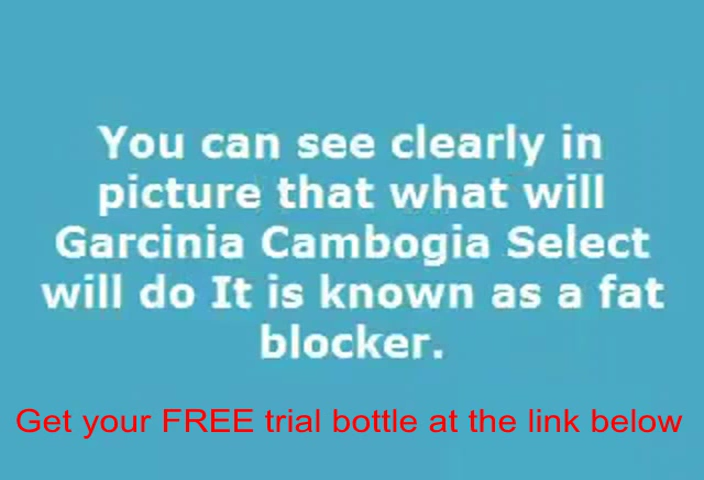 You can see clearly in
picture that what will
Garcinia Cambogia Select
will do It is known as a fat
blocker.
Get your FREE trial bottle at the link below